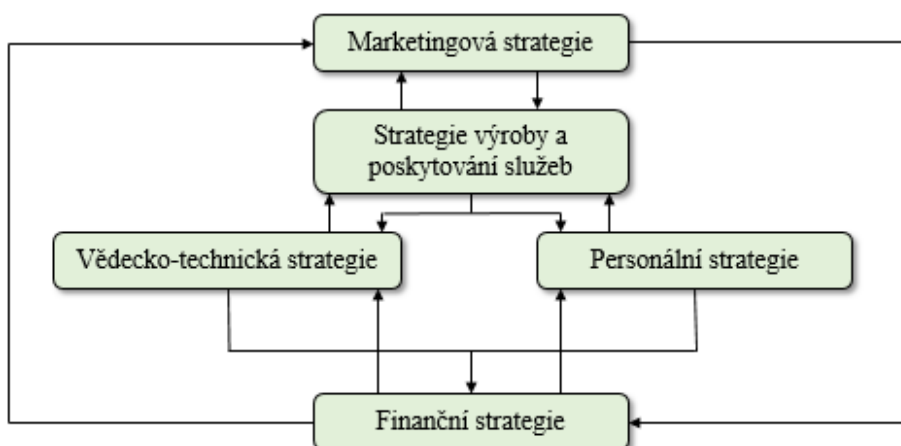 Marketingová strategie
Strategie výroby a
poskytování služeb
Vědecko-technická strategie
Personální strategie
Finanční strategie